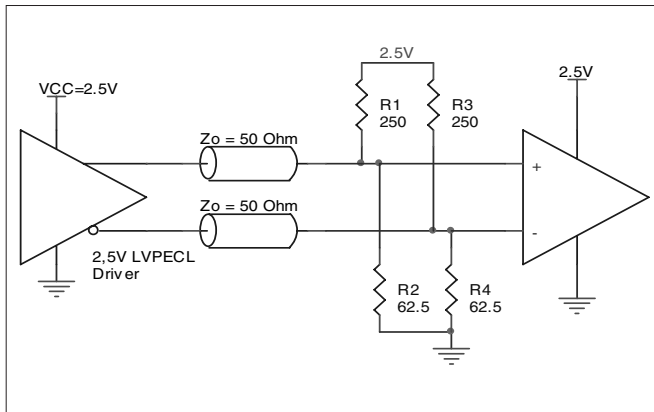 2.5V
VCC=2.5V
2.5V
R1
250
R3
250
Zo = 50 Ohm
+
Zo = 50 Ohm
-
2,5V LVPECL
Driver
R2
62.5
R4
62.5